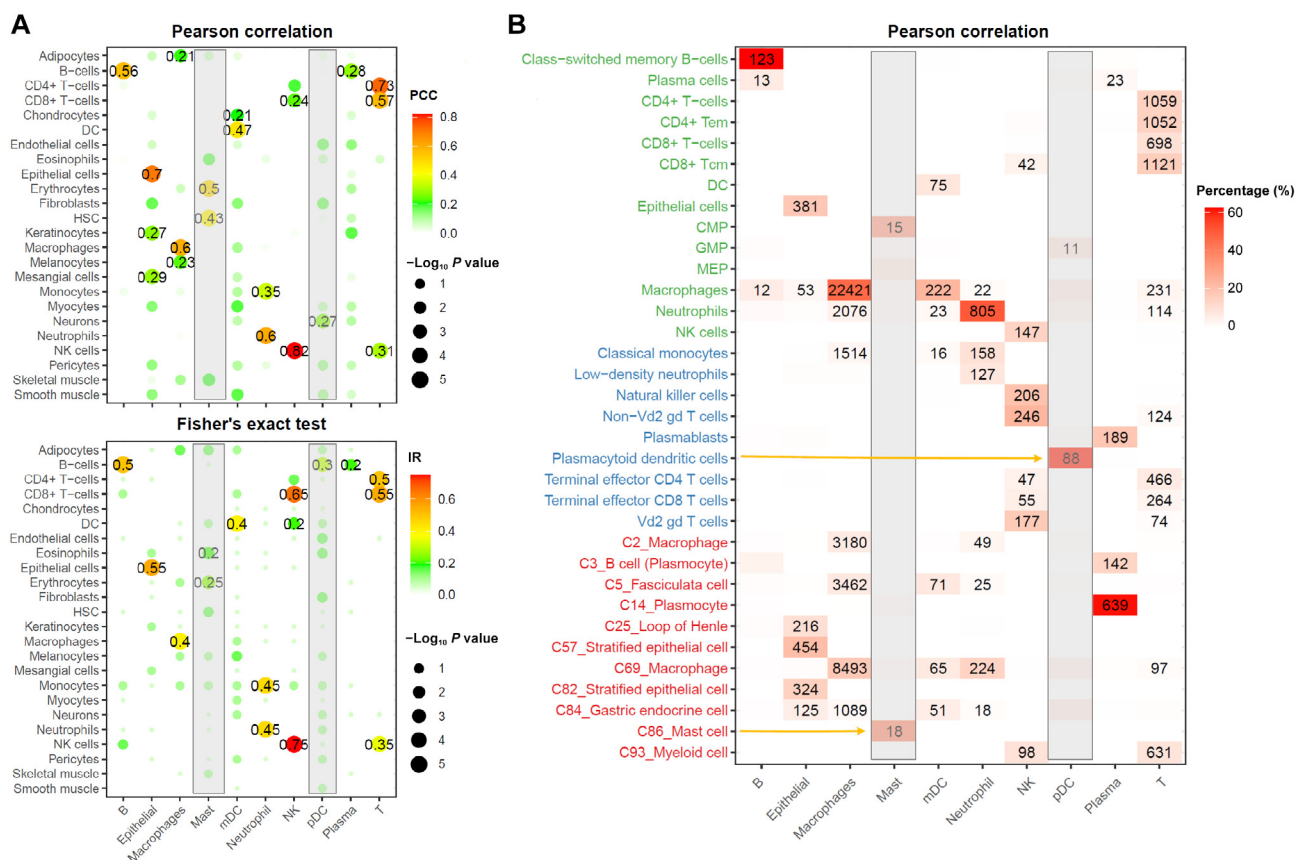 A
Pearson correlation
Adipocytes 0.21
B-cells 0.56 0.28
CD4+ T-cells 0.73
CD8+ T-cells 0.24 0.57
Chondrocytes 0.21
DC 0.47
Endothelial cells
Eosinophils
Epithelial cells 0.7
Erythrocytes 0.5
Fibroblasts
HSC 0.43
Keratinocytes 0.27
Macrophages 0.6
Melanocytes 0.23
Mesangial cells 0.29
Monocytes 0.35
Myocytes
Neurons 0.27
Neutrophils 0.6
NK cells 0.82 0.31
Pericytes
Skeletal muscle
Smooth muscle
PCC
0.8
0.6
0.4
0.2
0.0
−Log10 P value
1
2
3
4
5
Fisher's exact test
Adipocytes
B-cells 0.5 0.3 0.2
CD4+ T-cells 0.5
CD8+ T-cells 0.65 0.55
Chondrocytes
DC 0.4 0.2
Endothelial cells
Eosinophils 0.2
Epithelial cells 0.55
Erythrocytes 0.25
Fibroblasts
HSC
Keratinocytes
Macrophages 0.4
Melanocytes
Mesangial cells
Monocytes 0.45
Myocytes
Neurons
Neutrophils 0.45
NK cells 0.75 0.35
Pericytes
Skeletal muscle
Smooth muscle
B Epithelial Macrophages Mast mDC Neutrophil NK pDC Plasma T
IR
0.6
0.4
0.2
0.0
−Log10 P value
1
2
3
4
5
B
Pearson correlation
Class−switched memory B−cells 123
Plasma cells 13 23
CD4+ T−cells 1059
CD4+ Tem 1052
CD8+ T−cells 698
CD8+ Tcm 42 1121
DC 75
Epithelial cells 381
CMP 15
GMP 11
MEP
Macrophages 12 53 22421 222 22 231
Neutrophils 2076 23 805 114
NK cells 147
Classical monocytes 1514 16 158
Low−density neutrophils 127
Natural killer cells 206
Non−Vd2 gd T cells 246 124
Plasmablasts 189
Plasmacytoid dendritic cells 88
Terminal effector CD4 T cells 47 466
Terminal effector CD8 T cells 55 264
Vd2 gd T cells 177 74
C2_Macrophage 3180 49
C3_B cell (Plasmocyte) 142
C5_Fasciculata cell 3462 71 25
C14_Plasmocyte 639
C25_Loop of Henle 216
C57_Stratified epithelial cell 454
C69_Macrophage 8493 65 224 97
C82_Stratified epithelial cell 324
C84_Gastric endocrine cell 125 1089 51 18
C86_Mast cell 18
C93_Myeloid cell 98 631
B Epithelial Macrophages Mast mDC Neutrophil NK pDC Plasma T
Percentage (%)
60
40
20
0